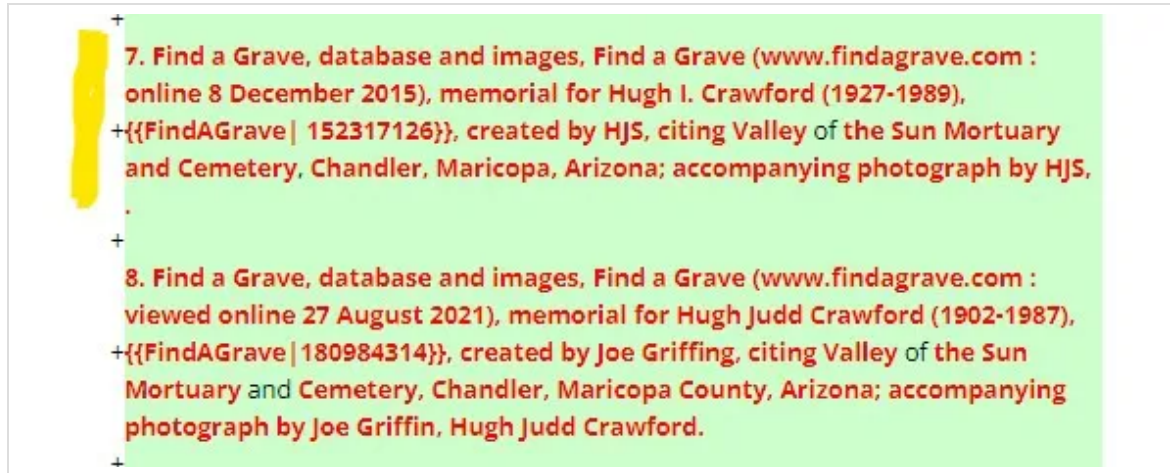 +
7. Find a Grave, database and images, Find a Grave (www.findagrave.com :
online 8 December 2015), memorial for Hugh I. Crawford (1927-1989),
+{{FindAGrave| 152317126}}, created by HJS, citing Valley of the Sun Mortuary
and Cemetery, Chandler, Maricopa, Arizona; accompanying photograph by HJS,
.
+
8. Find a Grave, database and images, Find a Grave (www.findagrave.com :
viewed online 27 August 2021), memorial for Hugh Judd Crawford (1902-1987),
+{{FindAGrave|180984314}}, created by Joe Griffing, citing Valley of the Sun
Mortuary and Cemetery, Chandler, Maricopa County, Arizona; accompanying
photograph by Joe Griffin, Hugh Judd Crawford.
+